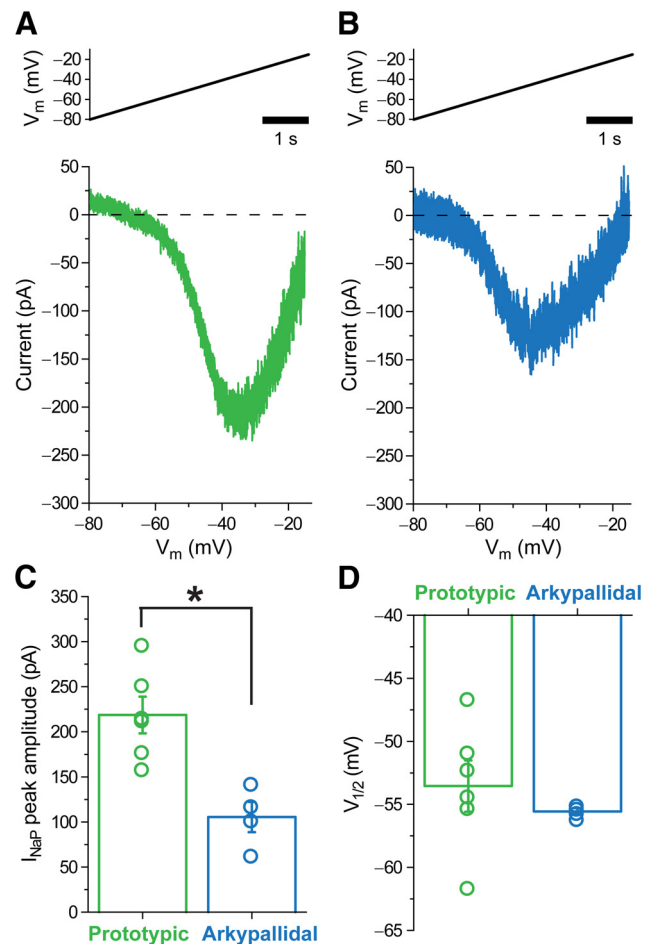 A
V_m (mV)
−20
−40
−60
−80
1 s
50
0
−50
−100
−150
−200
−250
−300
Current (pA)
−80 −60 −40 −20
V_m (mV)
B
V_m (mV)
−20
−40
−60
−80
1 s
50
0
−50
−100
−150
−200
−250
−300
Current (pA)
−80 −60 −40 −20
V_m (mV)
C
350
300
250
200
150
100
50
0
I_NaP peak amplitude (pA)
*
Prototypic Arkypallidal
D
Prototypic Arkypallidal
−40
−45
−50
−55
−60
−65
V_1/2 (mV)